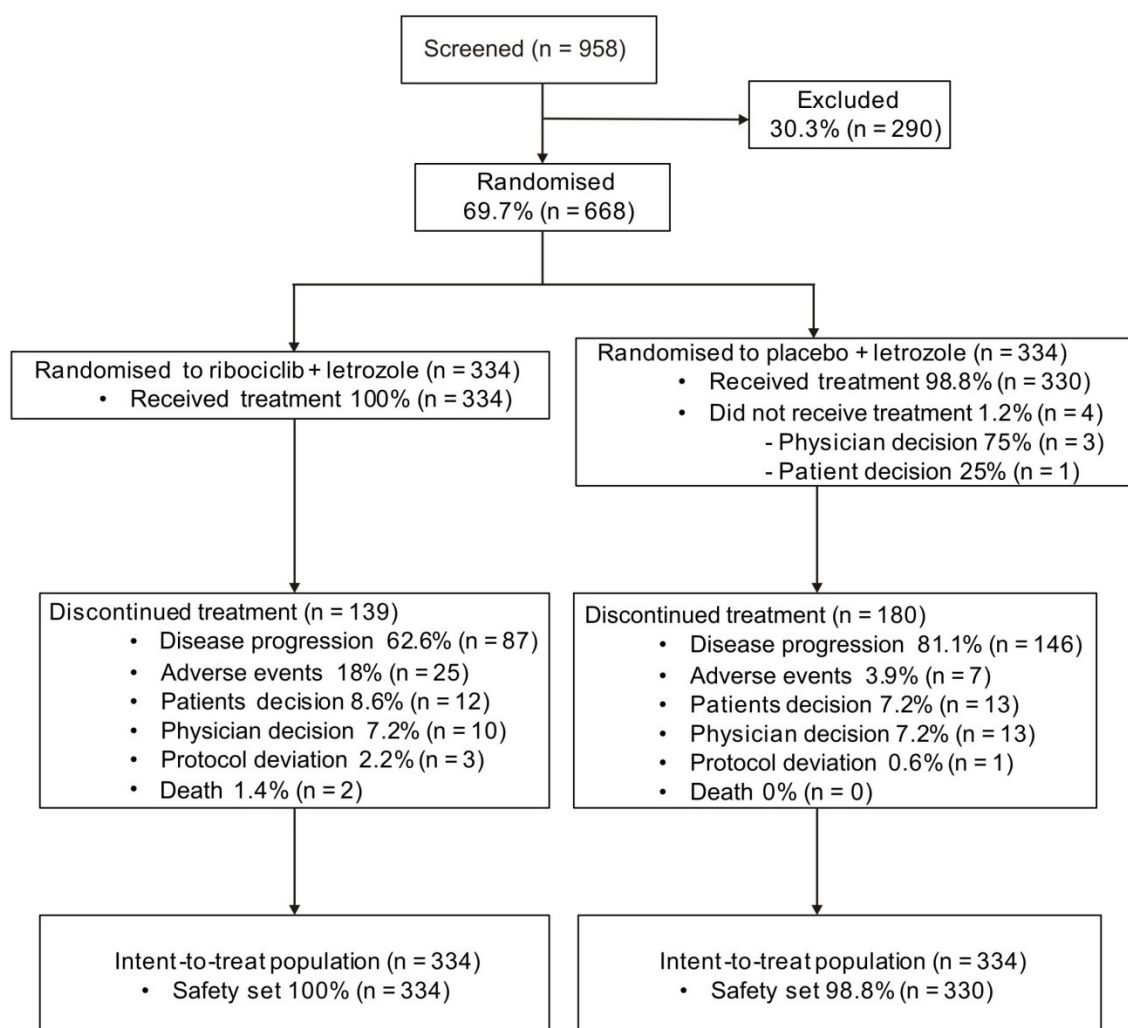 Screened (n = 958)
Excluded
30.3% (n = 290)
Randomised
69.7% (n = 668)
Randomised to ribociclib + letrozole (n = 334)
• Received treatment 100% (n = 334)
Randomised to placebo + letrozole (n = 334)
• Received treatment 98.8% (n = 330)
• Did not receive treatment 1.2% (n = 4)
- Physician decision 75% (n = 3)
- Patient decision 25% (n = 1)
Discontinued treatment (n = 139)
• Disease progression 62.6% (n = 87)
• Adverse events 18% (n = 25)
• Patients decision 8.6% (n = 12)
• Physician decision 7.2% (n = 10)
• Protocol deviation 2.2% (n = 3)
• Death 1.4% (n = 2)
Discontinued treatment (n = 180)
• Disease progression 81.1% (n = 146)
• Adverse events 3.9% (n = 7)
• Patients decision 7.2% (n = 13)
• Physician decision 7.2% (n = 13)
• Protocol deviation 0.6% (n = 1)
• Death 0% (n = 0)
Intent-to-treat population (n = 334)
• Safety set 100% (n = 334)
Intent-to-treat population (n = 334)
• Safety set 98.8% (n = 330)